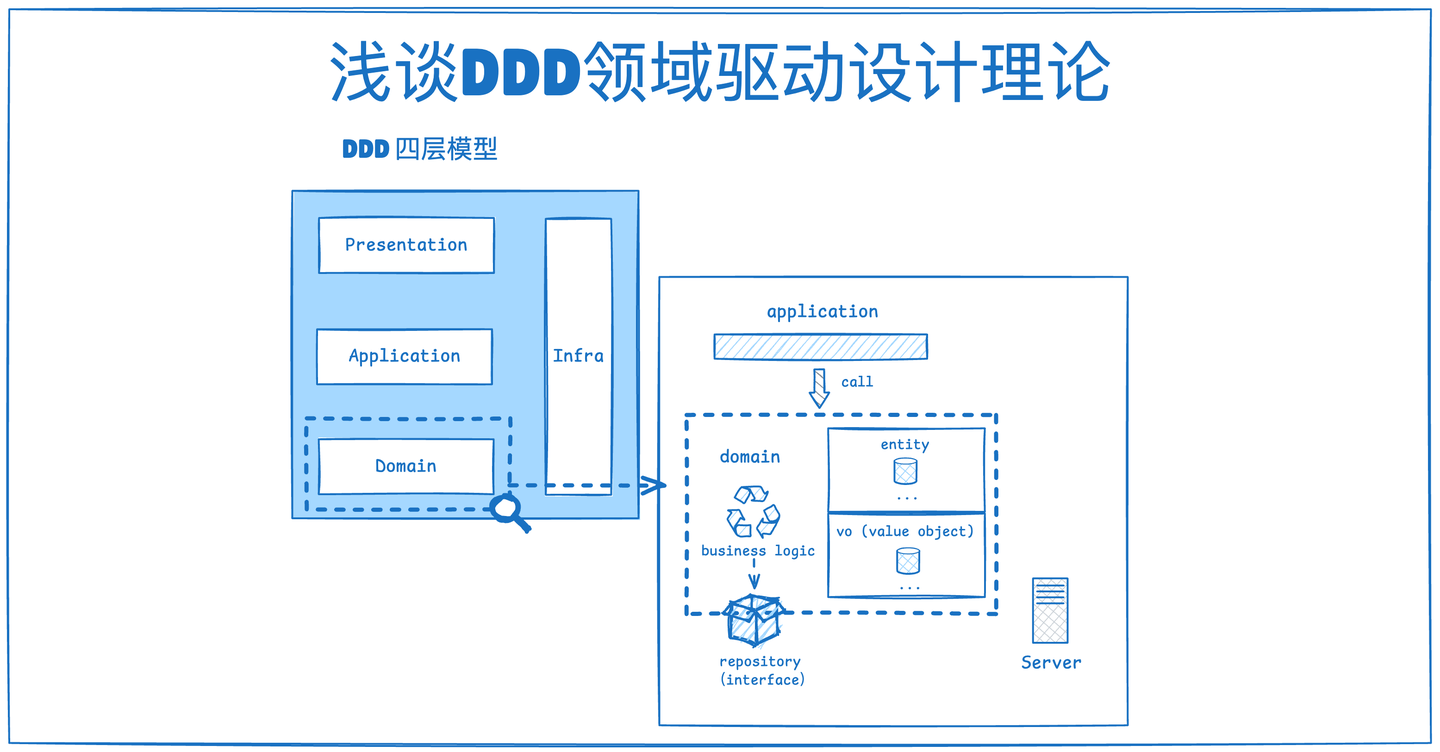 浅谈DDD领域驱动设计理论
DDD 四层模型
Presentation
Application
Domain
Infra
application
call
domain
business logic
repository
(interface)
entity
...
vo (value object)
...
Server